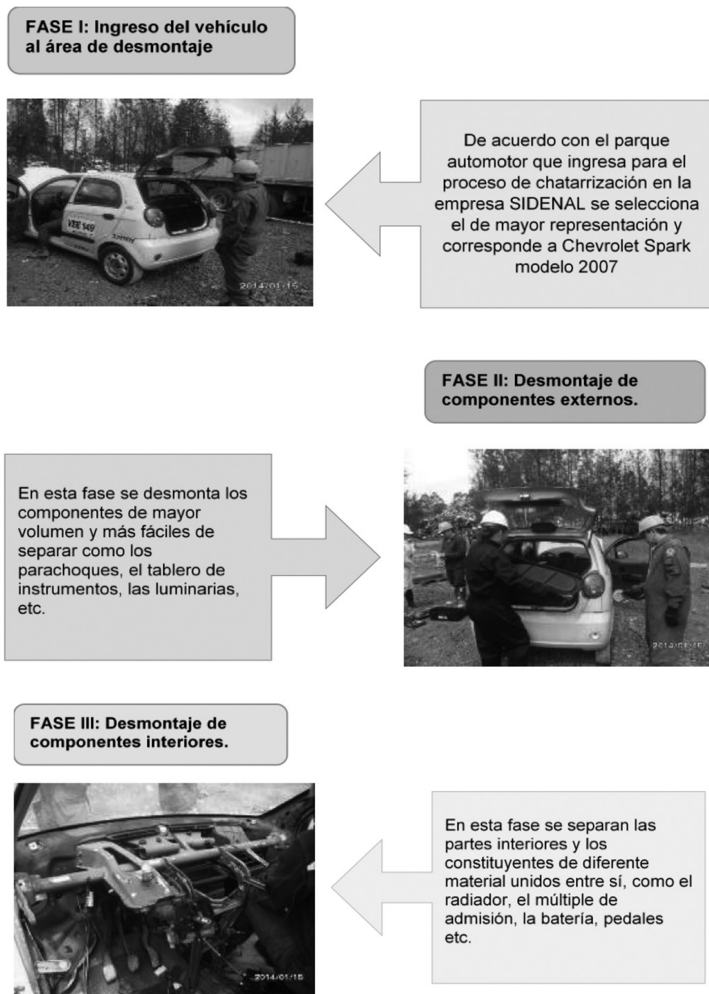 FASE I: Ingreso del vehículo
al área de desmontaje
VEE 149
2014/01/15
De acuerdo con el parque
automotor que ingresa para el
proceso de chatarrización en la
empresa SIDENAL se selecciona
el de mayor representación y
corresponde a Chevrolet Spark
modelo 2007
FASE II: Desmontaje de
componentes externos.
En esta fase se desmonta los
componentes de mayor
volumen y más fáciles de
separar como los
parachoques, el tablero de
instrumentos, las luminarias,
etc.
2014/01/15
FASE III: Desmontaje de
componentes interiores.
2014/01/15
En esta fase se separan las
partes interiores y los
constituyentes de diferente
material unidos entre sí, como el
radiador, el múltiple de
admisión, la batería, pedales
etc.